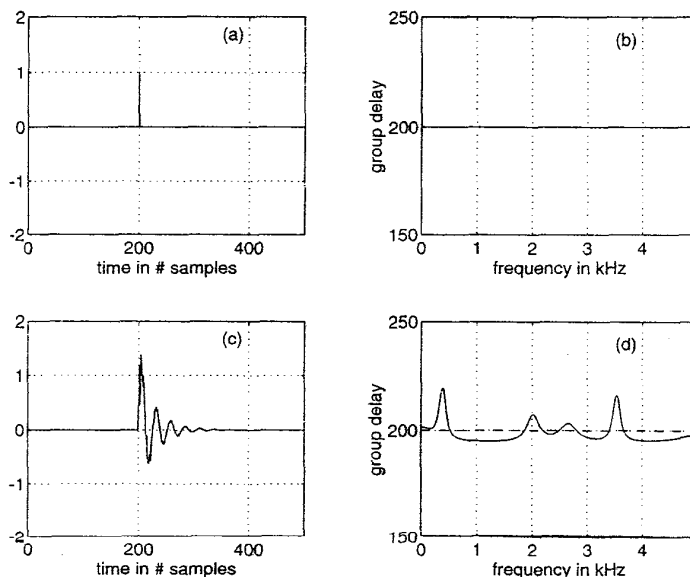 (a)
2
1
0
-1
-2
0 200 400
time in # samples
(b)
250
200
150
group delay
0 1 2 3 4
frequency in kHz
(c)
2
1
0
-1
-2
0 200 400
time in # samples
(d)
250
200
150
group delay
0 1 2 3 4
frequency in kHz